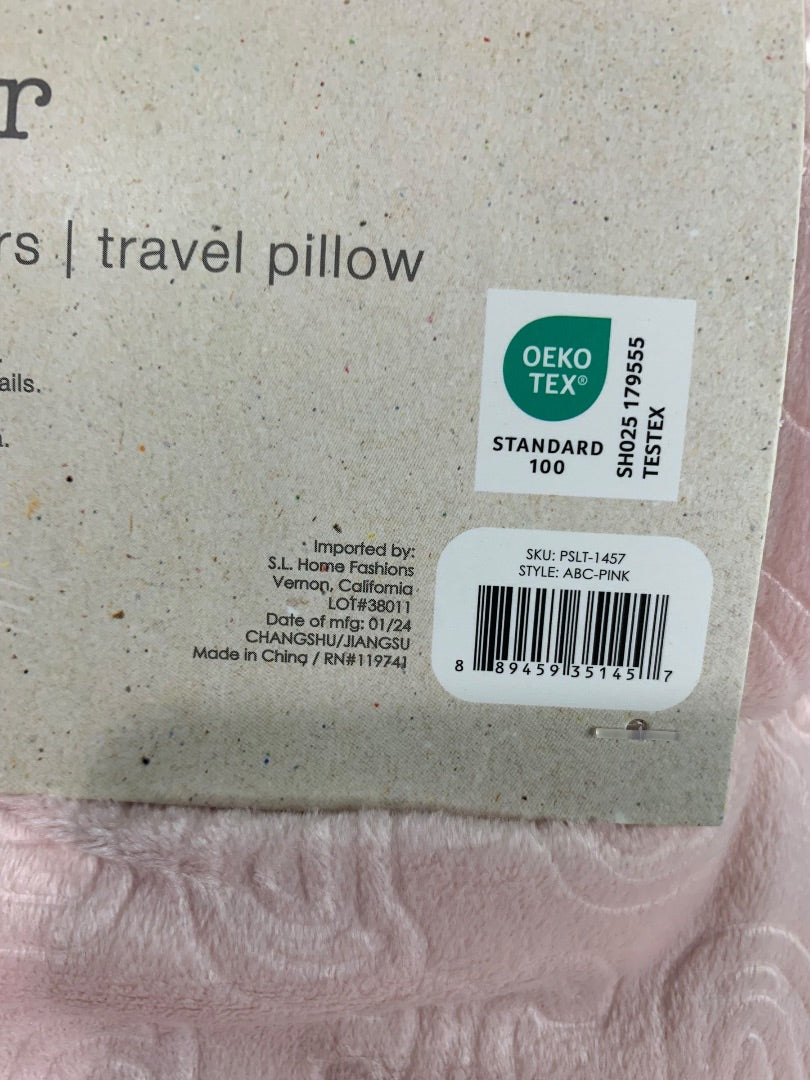 r
rs | travel pillow
ails.
OEKO
TEX®
STANDARD
100
SH025 179555
TESTEX
Imported by:
S.L. Home Fashions
Vernon, California
LOT#38011
Date of mfg: 01/24
CHANGSHU/JIANGSU
Made in China / RN#119741
SKU: PSLT-1457
STYLE: ABC-PINK
8 89459 35145 7